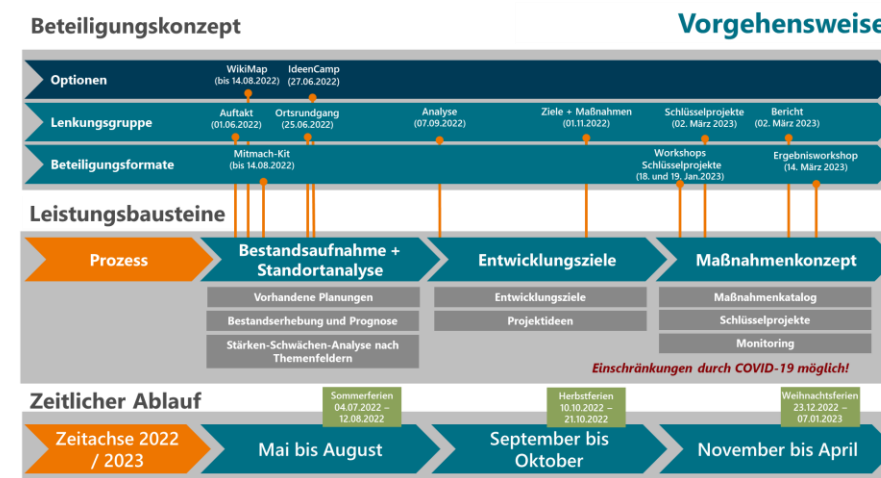 Beteiligungskonzept
Vorgehensweise
Optionen
WikiMap
(bis 14.08.2022)
IdeenCamp
(27.06.2022)
Lenkungsgruppe
Auftakt
(01.06.2022)
Ortsrundgang
(25.06.2022)
Analyse
(07.09.2022)
Ziele + Maßnahmen
(01.11.2022)
Schlüsselprojekte
(02. März 2023)
Bericht
(02. März 2023)
Beteiligungsformate
Mitmach-Kit
(bis 14.08.2022)
Workshops
Schlüsselprojekte
(18. und 19. Jan.2023)
Ergebnisworkshop
(14. März 2023)
Leistungsbausteine
Prozess
Bestandsaufnahme +
Standortanalyse
Entwicklungsziele
Maßnahmenkonzept
Vorhandene Planungen
Bestandserhebung und Prognose
Stärken-Schwächen-Analyse nach
Themenfeldern
Entwicklungsziele
Projektideen
Maßnahmenkatalog
Schlüsselprojekte
Monitoring
Einschränkungen durch COVID-19 möglich!
Zeitlicher Ablauf
Sommerferien
04.07.2022 –
12.08.2022
Herbstferien
10.10.2022 –
21.10.2022
Weihnachtsferien
23.12.2022 –
07.01.2023
Zeitachse 2022
/ 2023
Mai bis August
September bis
Oktober
November bis April